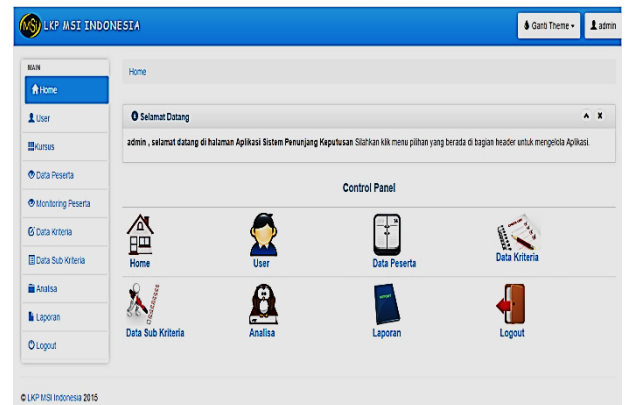 MSI LKP MSI INDONESIA
Ganti Theme
admin
MAIN
Home
User
Kursus
Data Peserta
Monitoring Peserta
Data Kriteria
Data Sub Kriteria
Analisa
Laporan
Logout
Home
Selamat Datang
admin , selamat datang di halaman Aplikasi Sistem Penunjang Keputusan Silahkan klik menu pilihan yang berada di bagian header untuk mengelola Aplikasi.
Control Panel
Home
User
Data Peserta
Data Kriteria
Data Sub Kriteria
Analisa
Laporan
Logout
© LKP MSI Indonesia 2015